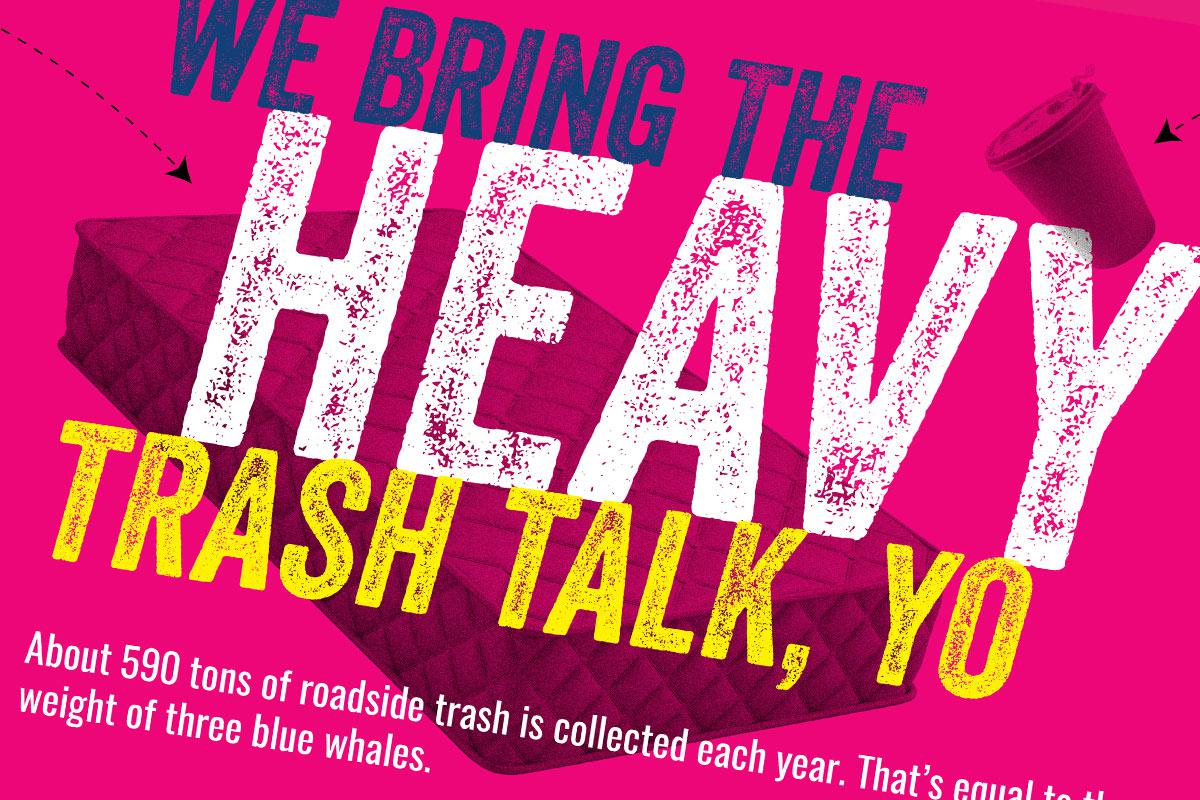 WE BRING THE
HEAVY
TRASH TALK, YO
About 590 tons of roadside trash is collected each year. That's equal to the
weight of three blue whales.